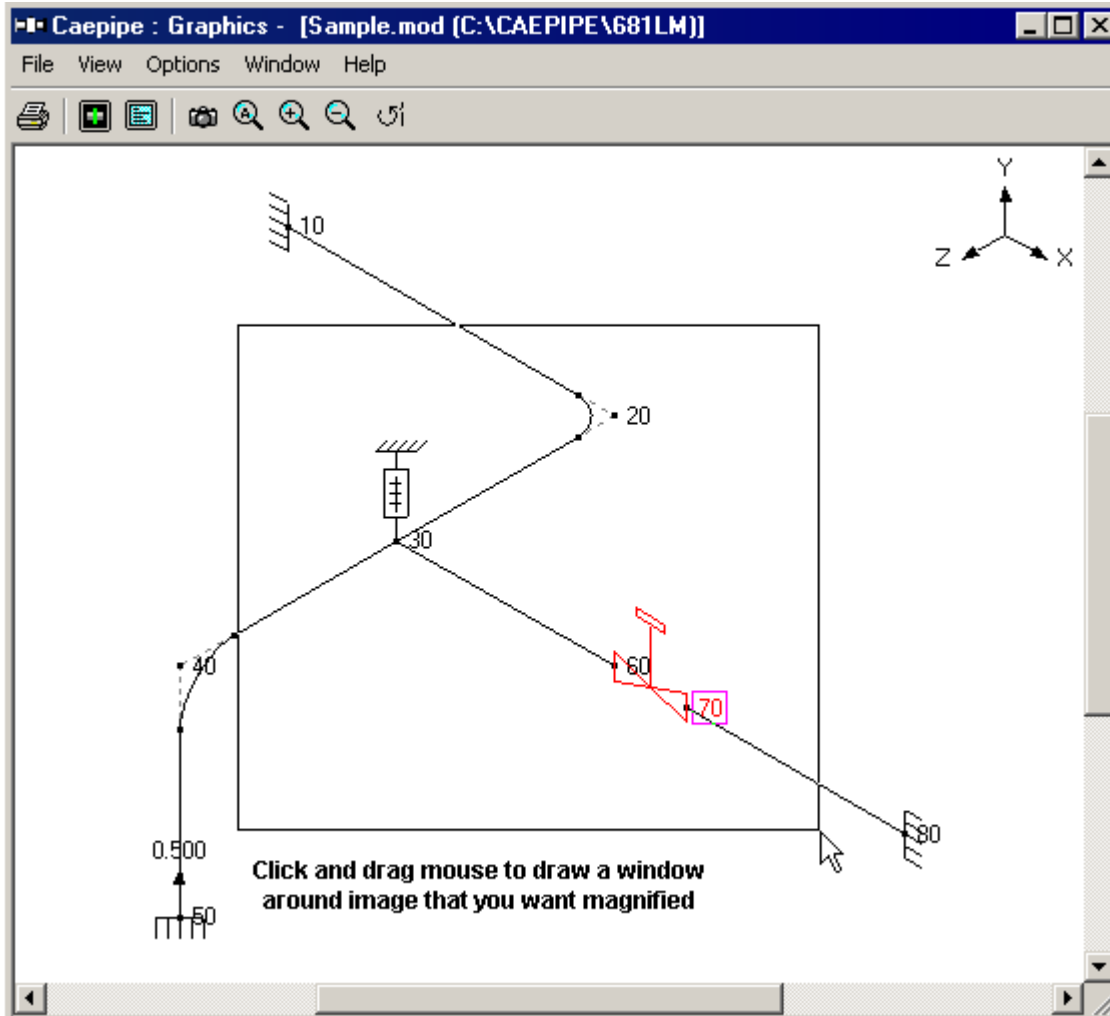 Caepipe : Graphics - [Sample.mod (C:\CAEPIPE\681LM)]
File View Options Window Help
Y
Z X
10
20
30
40
60
70
80
0.500
50
Click and drag mouse to draw a window
around image that you want magnified